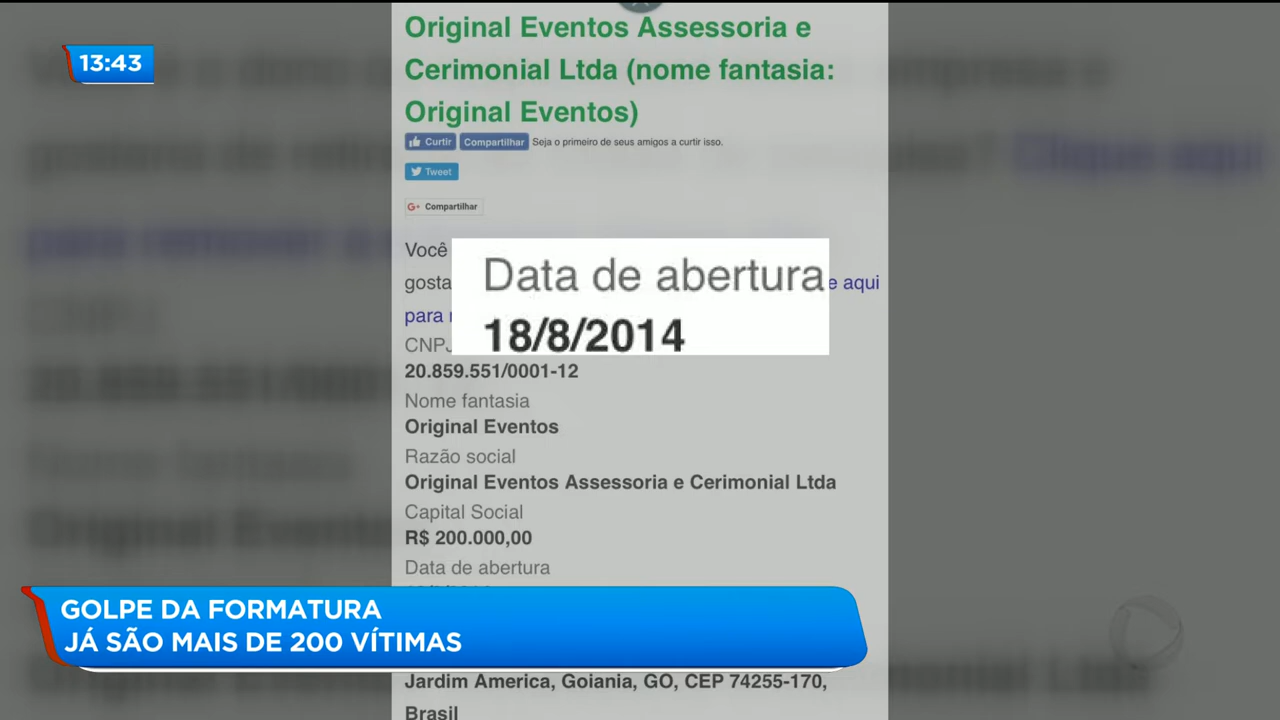 13:43
Original Eventos Assessoria e
Cerimonial Ltda (nome fantasia:
Original Eventos)
Curtir Compartilhar Seja o primeiro de seus amigos a curtir isso.
Tweet
G+ Compartilhar
Você
gosta
e aqui
para
Data de abertura
18/8/2014
CNPJ
20.859.551/0001-12
Nome fantasia
Original Eventos
Razão social
Original Eventos Assessoria e Cerimonial Ltda
Capital Social
R$ 200.000,00
Data de abertura
GOLPE DA FORMATURA
JÁ SÃO MAIS DE 200 VÍTIMAS
Jardim America, Goiania, GO, CEP 74255-170,
Brasil